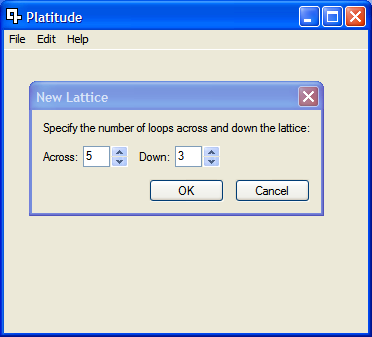 Platitude
File Edit Help
New Lattice
Specify the number of loops across and down the lattice:
Across: 5 Down: 3
OK Cancel